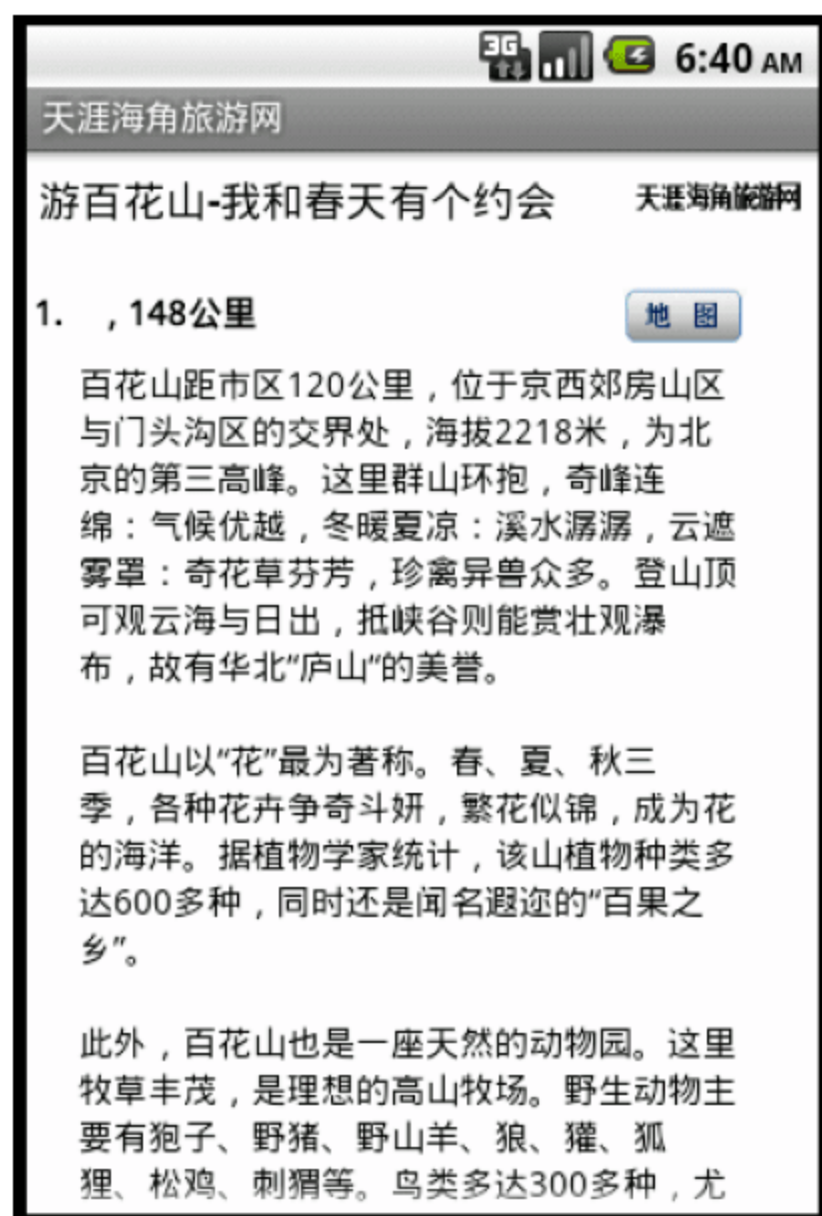 3G 6:40 AM
天涯海角旅游网
游百花山-我和春天有个约会 天涯海角旅游网
1. , 148公里 地 图
百花山距市区120公里，位于京西郊房山区
与门头沟区的交界处，海拔2218米，为北
京的第三高峰。这里群山环抱，奇峰连
绵：气候优越，冬暖夏凉：溪水潺潺，云遮
雾罩：奇花草芬芳，珍禽异兽众多。登山顶
可观云海与日出，抵峡谷则能赏壮观瀑
布，故有华北“庐山”的美誉。
百花山以“花”最为著称。春、夏、秋三
季，各种花卉争奇斗妍，繁花似锦，成为花
的海洋。据植物学家统计，该山植物种类多
达600多种，同时还是闻名遐迩的“百果之
乡”。
此外，百花山也是一座天然的动物园。这里
牧草丰茂，是理想的高山牧场。野生动物主
要有狍子、野猪、野山羊、狼、獾、狐
狸、松鸡、刺猬等。鸟类多达300多种，尤